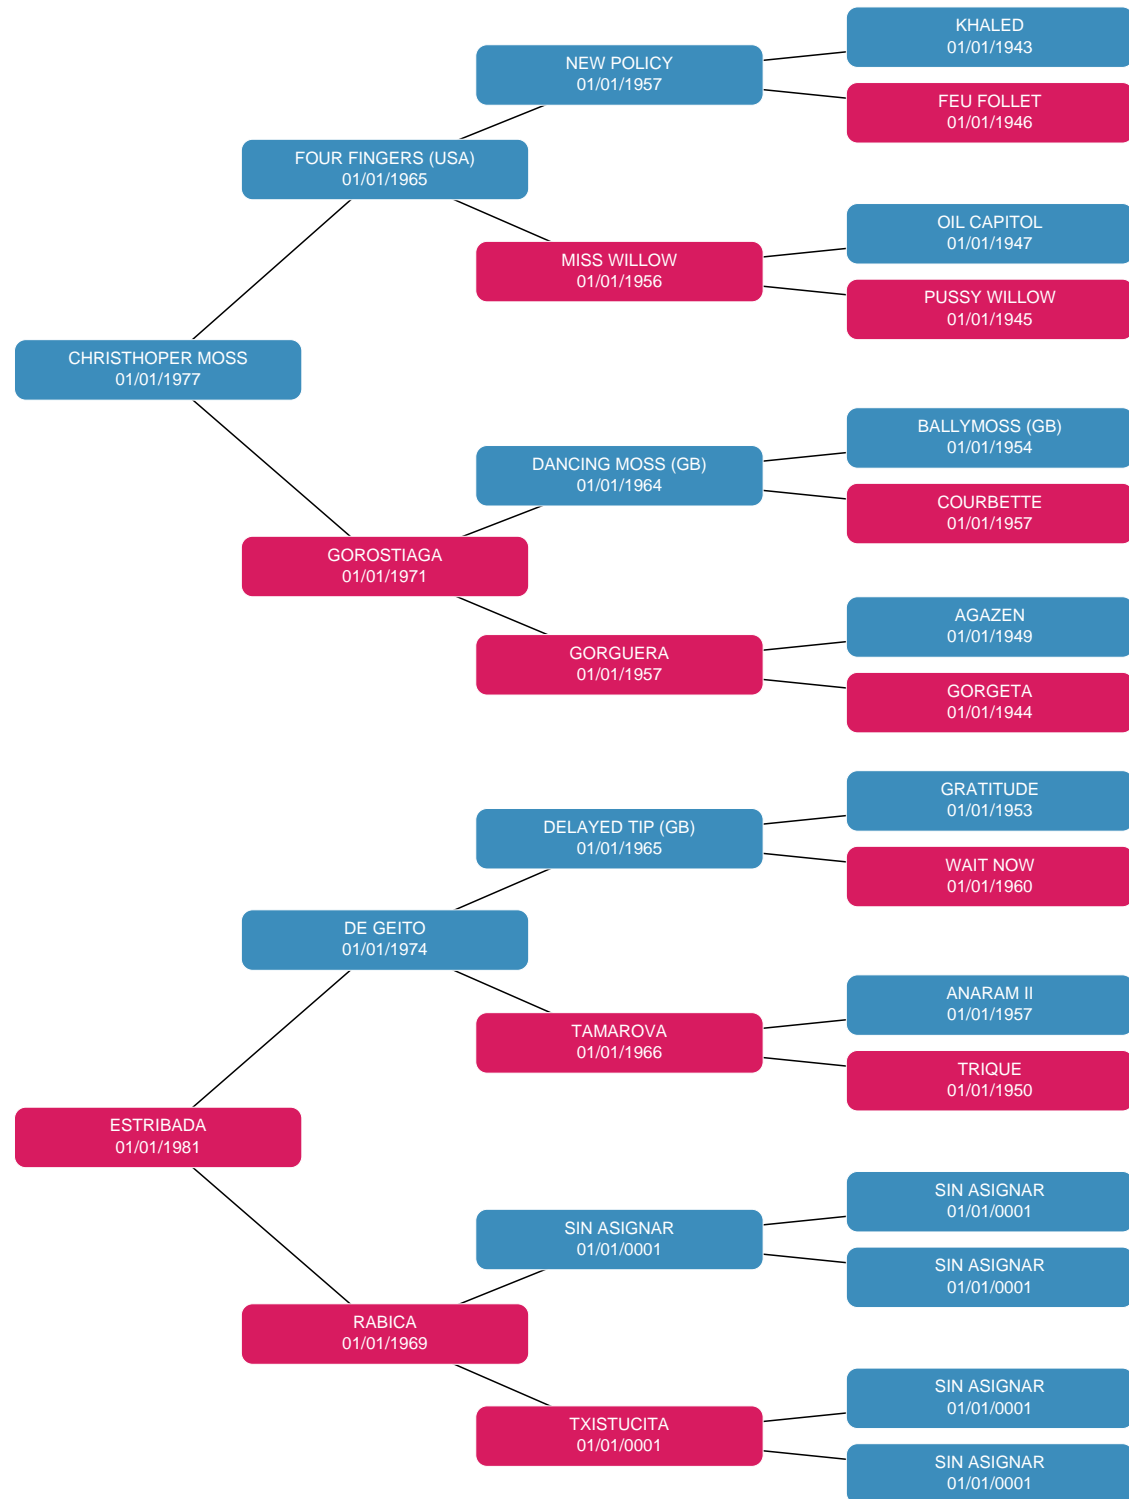 KHALED
01/01/1943
NEW POLICY
01/01/1957
FEU FOLLET
01/01/1946
FOUR FINGERS (USA)
01/01/1965
OIL CAPITOL
01/01/1947
MISS WILLOW
01/01/1956
PUSSY WILLOW
01/01/1945
CHRISTHOPER MOSS
01/01/1977
BALLYMOSS (GB)
01/01/1954
DANCING MOSS (GB)
01/01/1964
COURBETTE
01/01/1957
GOROSTIAGA
01/01/1971
AGAZEN
01/01/1949
GORGUERA
01/01/1957
GORGETA
01/01/1944
GRATITUDE
01/01/1953
DELAYED TIP (GB)
01/01/1965
WAIT NOW
01/01/1960
DE GEITO
01/01/1974
ANARAM II
01/01/1957
TAMAROVA
01/01/1966
TRIQUE
01/01/1950
ESTRIBADA
01/01/1981
SIN ASIGNAR
01/01/0001
SIN ASIGNAR
01/01/0001
SIN ASIGNAR
01/01/0001
RABICA
01/01/1969
SIN ASIGNAR
01/01/0001
TXISTUCITA
01/01/0001
SIN ASIGNAR
01/01/0001